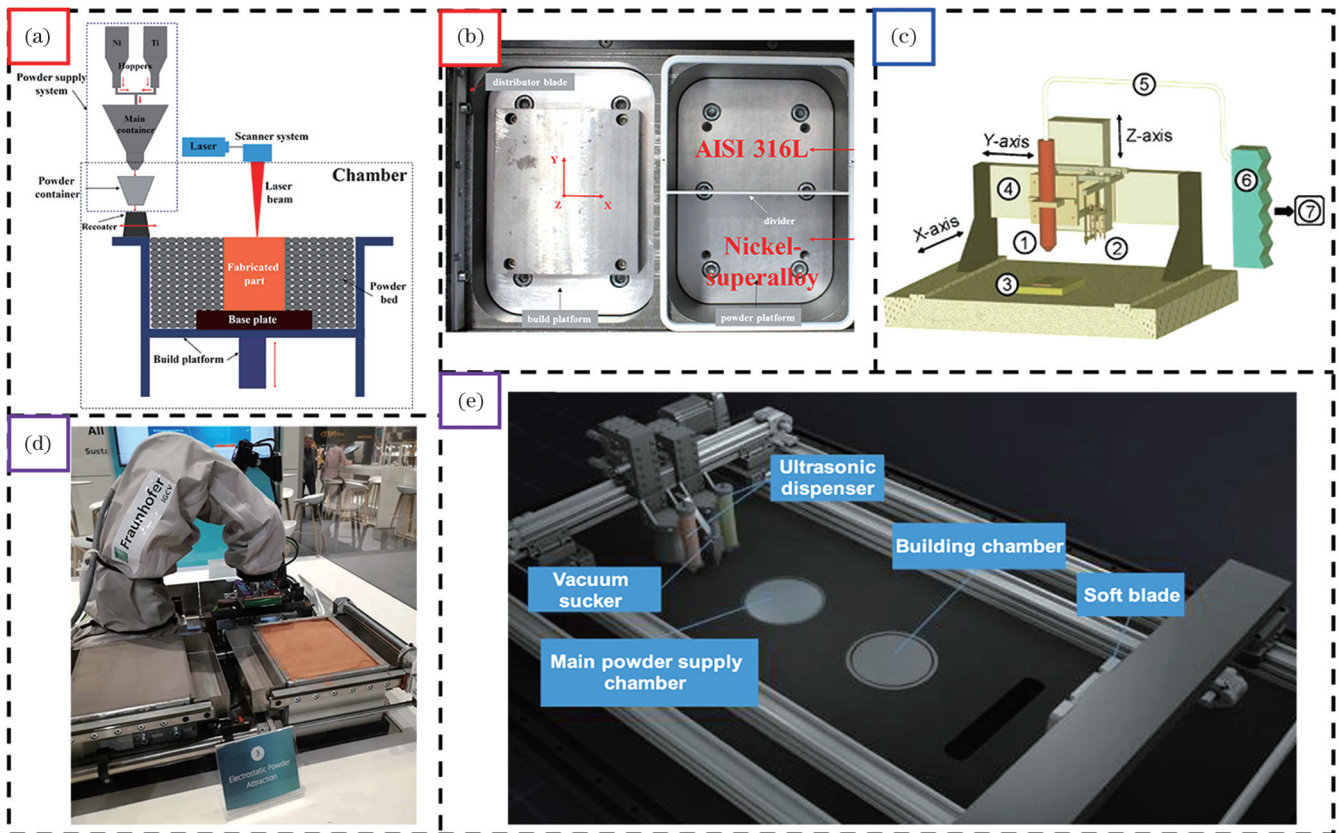 (a)
Ni
Ti
Hoppers
Powder supply
system
Main
container
Powder
container
Recoater
Laser
Scanner system
Laser
beam
Chamber
Fabricated
part
Powder
bed
Base plate
Build platform
(b)
distributor blade
Y
Z
X
build platform
AISI 316L
divider
Nickel-
superalloy
powder platform
(c)
⑤
Y-axis
Z-axis
④
⑥
⑦
X-axis
①
②
③
(d)
All
Susta
Fraunhofer
IGCV
3
Electrostatic Powder
Attraction
(e)
Ultrasonic
dispenser
Building chamber
Vacuum
sucker
Soft blade
Main powder supply
chamber